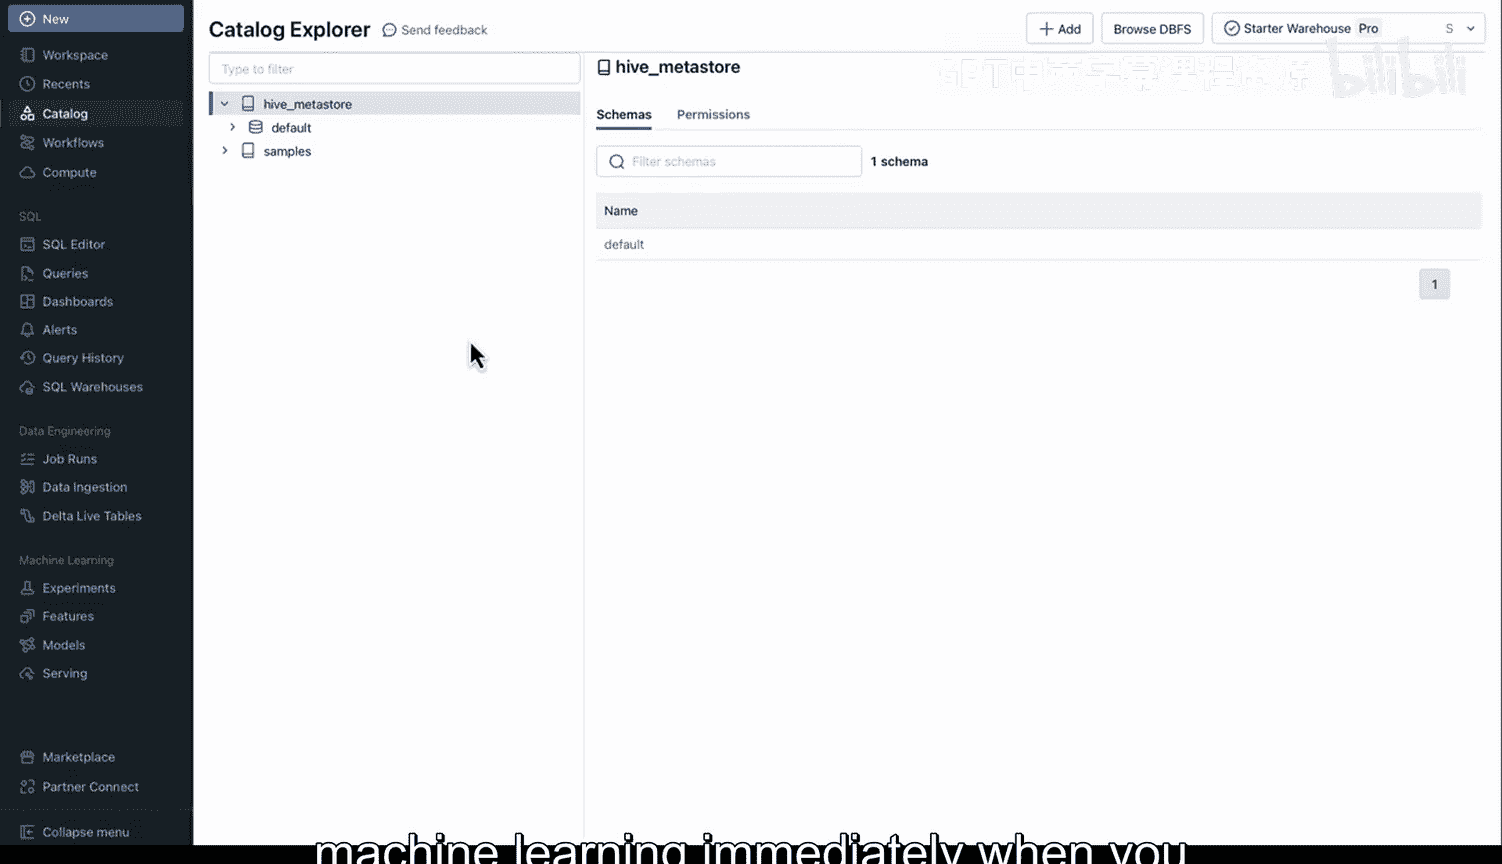 New
Workspace
Recents
Catalog
Workflows
Compute
SQL
SQL Editor
Queries
Dashboards
Alerts
Query History
SQL Warehouses
Data Engineering
Job Runs
Data Ingestion
Delta Live Tables
Machine Learning
Experiments
Features
Models
Serving
Marketplace
Partner Connect
Collapse menu
Catalog Explorer Send feedback
Add Browse DBFS Starter Warehouse Pro S
Type to filter
hive_metastore
default
samples
bilibili
hive_metastore
Schemas Permissions
Filter schemas 1 schema
Name
default
1
machine learning immediately when you